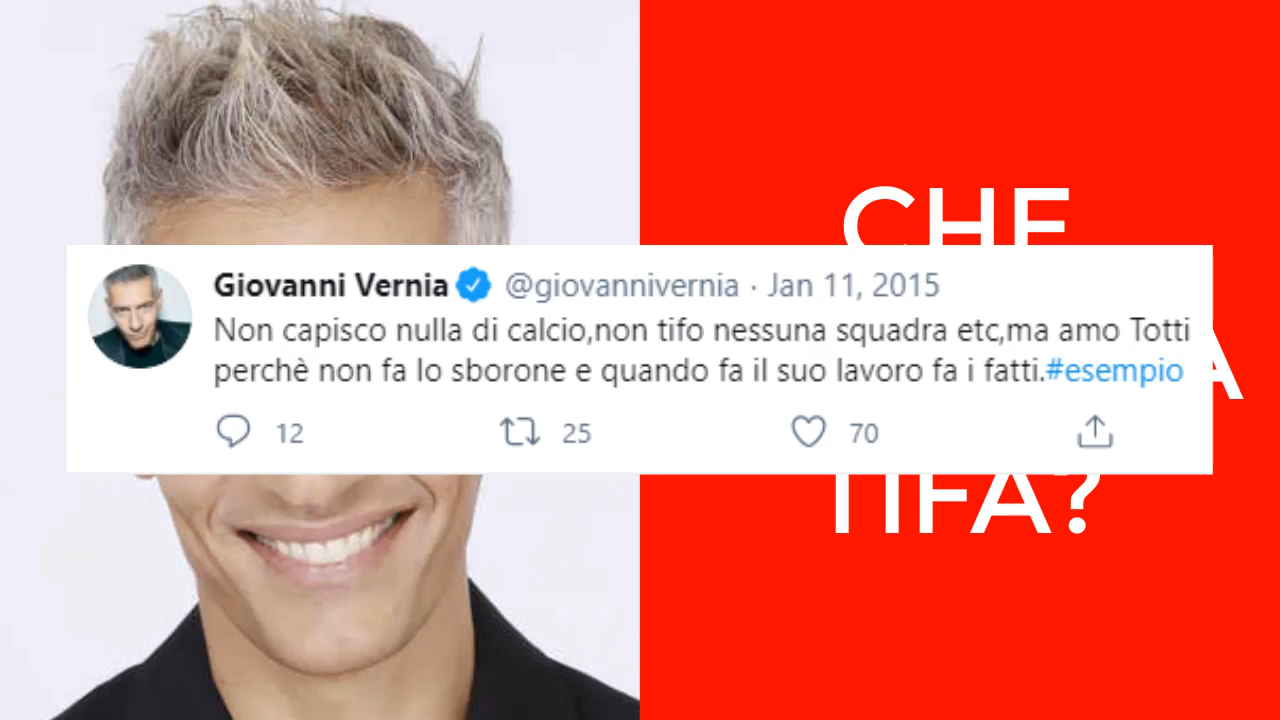 CHE
Giovanni Vernia @giovannivernia · Jan 11, 2015
Non capisco nulla di calcio,non tifo nessuna squadra etc,ma amo Totti
perchè non fa lo sborone e quando fa il suo lavoro fa i fatti.#esempio
12 25 70
TIFA?